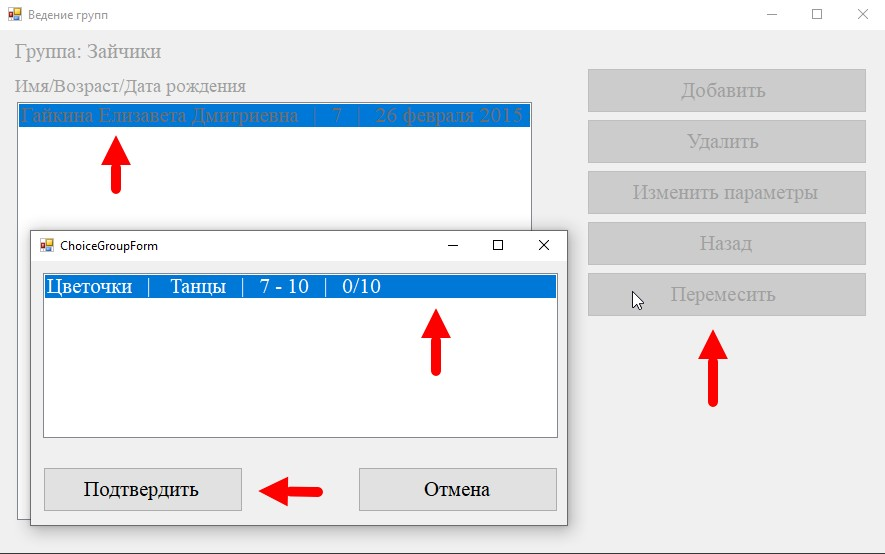 Ведение групп
Группа: Зайчики
Имя/Возраст/Дата рождения
Гайкина Елизавета Дмитриевна | 7 | 26 февраля 2015
Добавить
Удалить
Изменить параметры
Назад
Перемесить
ChoiceGroupForm
Цветочки | Танцы | 7 - 10 | 0/10
Подтвердить
Отмена